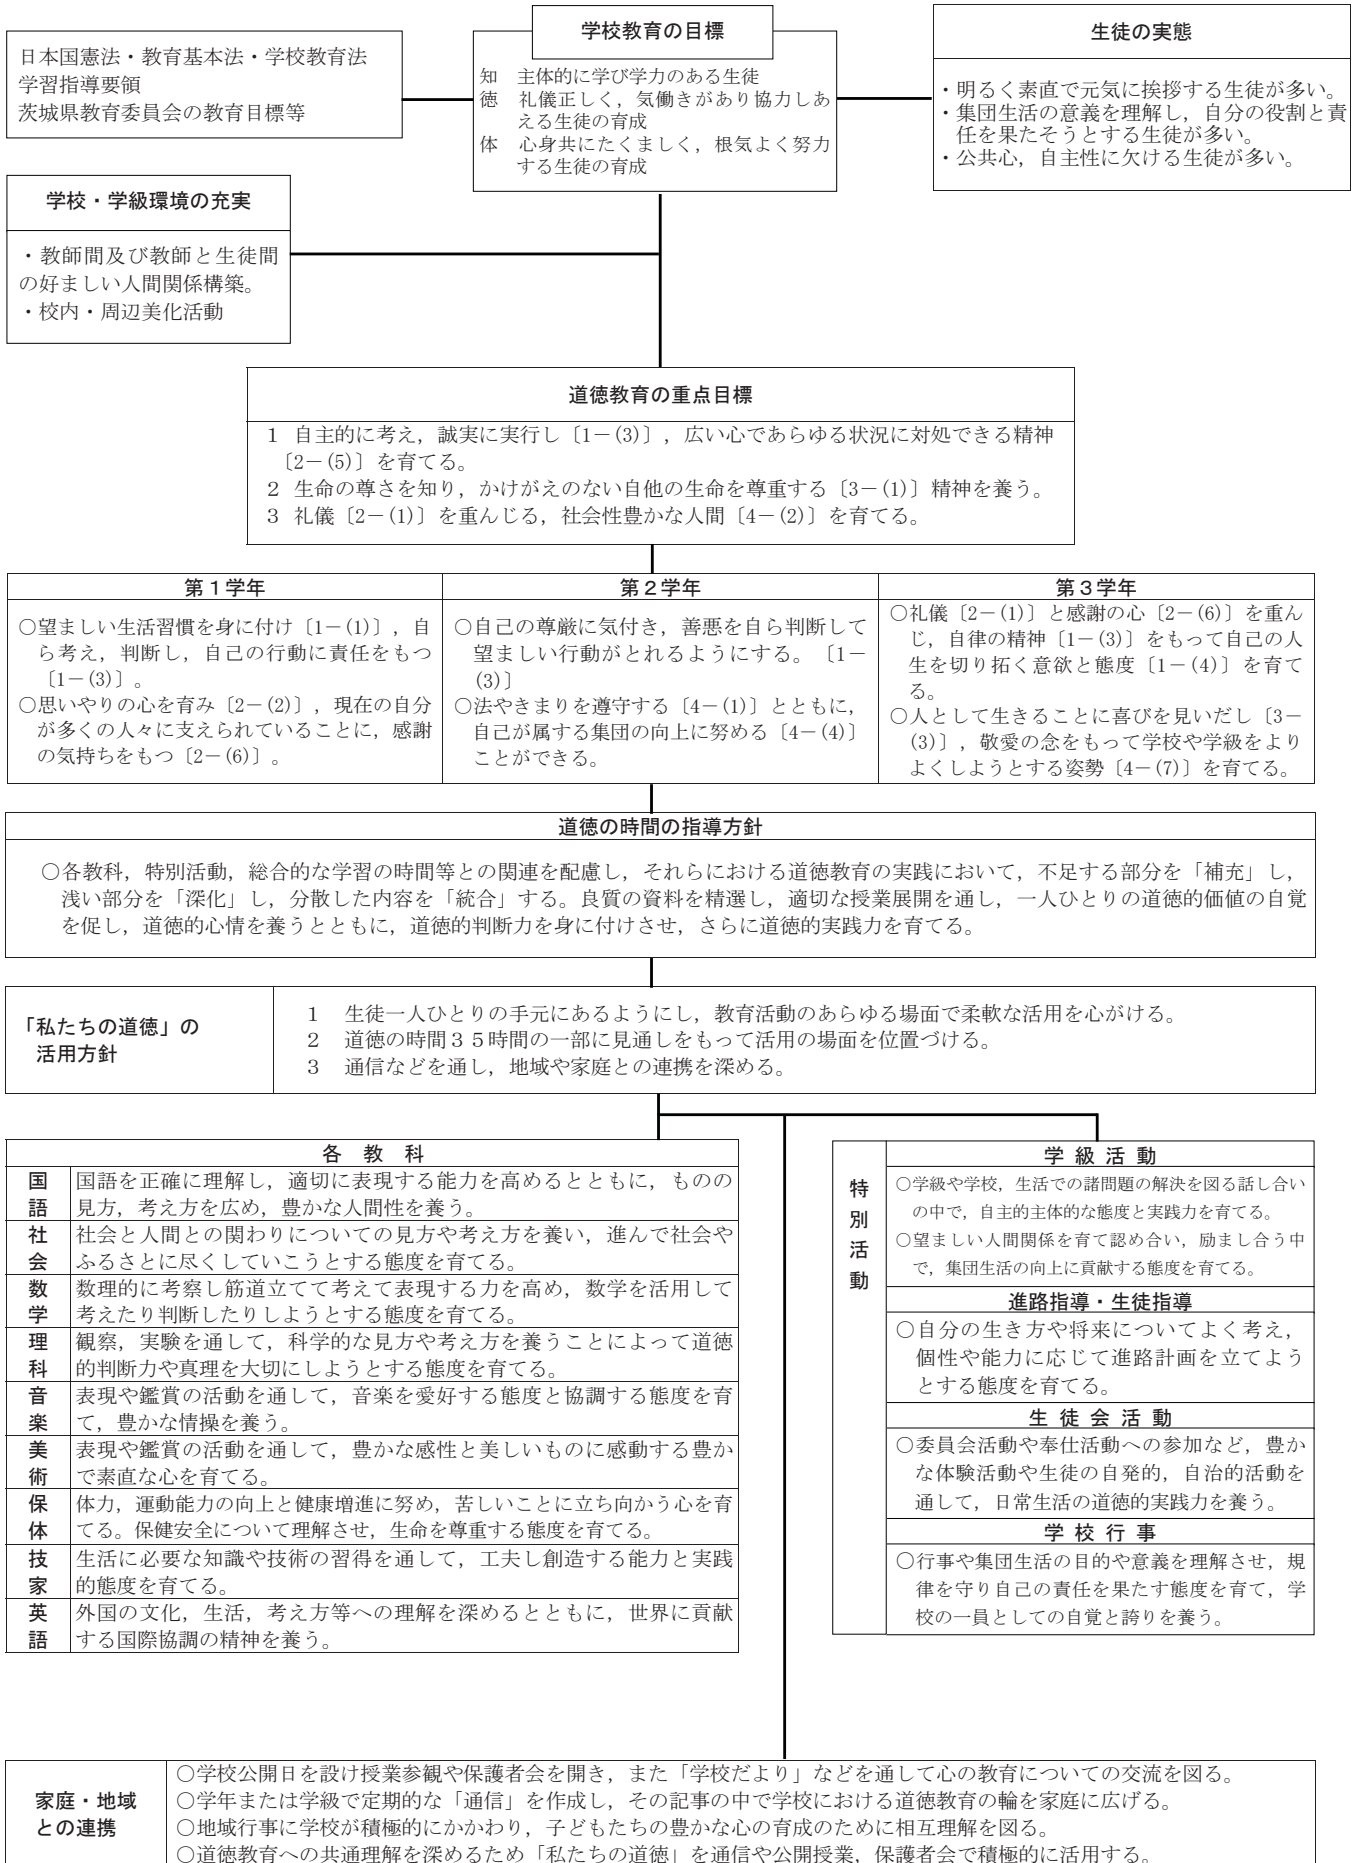 学校教育の目標
日本国憲法・教育基本法・学校教育法
学習指導要領
茨城県教育委員会の教育目標等
知　主体的に学び学力のある生徒
徳　礼儀正しく，気働きがあり協力しあ
える生徒の育成
体　心身共にたくましく，根気よく努力
する生徒の育成
生徒の実態
・明るく素直で元気に挨拶する生徒が多い。
・集団生活の意義を理解し，自分の役割と責
任を果たそうとする生徒が多い。
・公共心，自主性に欠ける生徒が多い。
学校・学級環境の充実
・教師間及び教師と生徒間
の好ましい人間関係構築。
・校内・周辺美化活動
道徳教育の重点目標
1 自主的に考え，誠実に実行し〔1－(3)〕，広い心であらゆる状況に対処できる精神
〔2－(5)〕を育てる。
2 生命の尊さを知り，かけがえのない自他の生命を尊重する〔3－(1)〕精神を養う。
3 礼儀〔2－(1)〕を重んじる，社会性豊かな人間〔4－(2)〕を育てる。
第１学年
○望ましい生活習慣を身に付け〔1－(1)〕，自
ら考え，判断し，自己の行動に責任をもつ
〔1－(3)〕。
○思いやりの心を育み〔2－(2)〕，現在の自分
が多くの人々に支えられていることに，感謝
の気持ちをもつ〔2－(6)〕。
第２学年
○自己の尊厳に気付き，善悪を自ら判断して
望ましい行動がとれるようにする。〔1－
(3)〕
○法やきまりを遵守する〔4－(1)〕とともに，
自己が属する集団の向上に努める〔4－(4)〕
ことができる。
第３学年
○礼儀〔2－(1)〕と感謝の心〔2－(6)〕を重ん
じ，自律の精神〔1－(3)〕をもって自己の人
生を切り拓く意欲と態度〔1－(4)〕を育て
る。
○人として生きることに喜びを見いだし〔3－
(3)〕，敬愛の念をもって学校や学級をより
よくしようとする姿勢〔4－(7)〕を育てる。
道徳の時間の指導方針
○各教科，特別活動，総合的な学習の時間等との関連を配慮し，それらにおける道徳教育の実践において，不足する部分を「補充」し，
浅い部分を「深化」し，分散した内容を「統合」する。良質の資料を精選し，適切な授業展開を通し，一人ひとりの道徳的価値の自覚
を促し，道徳的心情を養うとともに，道徳的判断力を身に付けさせ，さらに道徳的実践力を育てる。
「私たちの道徳」の
活用方針
1　生徒一人ひとりの手元にあるようにし，教育活動のあらゆる場面で柔軟な活用を心がける。
2　道徳の時間３５時間の一部に見通しをもって活用の場面を位置づける。
3　通信などを通し，地域や家庭との連携を深める。
各　教　科
国語　国語を正確に理解し，適切に表現する能力を高めるとともに，ものの
見方，考え方を広め，豊かな人間性を養う。
社会　社会と人間との関わりについての見方や考え方を養い，進んで社会や
ふるさとに尽くしていこうとする態度を育てる。
数学　数理的に考察し筋道立てて考えて表現する力を高め，数学を活用して
考えたり判断したりしようとする態度を育てる。
理科　観察，実験を通して，科学的な見方や考え方を養うことによって道徳
的判断力や真理を大切にしようとする態度を育てる。
音楽　表現や鑑賞の活動を通して，音楽を愛好する態度と協調する態度を育
て，豊かな情操を養う。
美術　表現や鑑賞の活動を通して，豊かな感性と美しいものに感動する豊か
で素直な心を育てる。
保体　体力，運動能力の向上と健康増進に努め，苦しいことに立ち向かう心を育
てる。保健安全について理解させ，生命を尊重する態度を育てる。
技家　生活に必要な知識や技術の習得を通して，工夫し創造する能力と実践
的態度を育てる。
英語　外国の文化，生活，考え方等への理解を深めるとともに，世界に貢献
する国際協調の精神を養う。
特別活動
学 級 活 動
○学級や学校，生活での諸問題の解決を図る話し合い
の中で，自主的主体的な態度と実践力を育てる。
○望ましい人間関係を育て認め合い，励まし合う中
で，集団生活の向上に貢献する態度を育てる。
進路指導・生徒指導
○自分の生き方や将来についてよく考え，
個性や能力に応じて進路計画を立てよう
とする態度を育てる。
生 徒 会 活 動
○委員会活動や奉仕活動への参加など，豊か
な体験活動や生徒の自発的，自治的活動を
通して，日常生活の道徳的実践力を養う。
学 校 行 事
○行事や集団生活の目的や意義を理解させ，規
律を守り自己の責任を果たす態度を育て，学
校の一員としての自覚と誇りを養う。
家庭・地域
との連携
○学校公開日を設け授業参観や保護者会を開き，また「学校だより」などを通して心の教育についての交流を図る。
○学年または学級で定期的な「通信」を作成し，その記事の中で学校における道徳教育の輪を家庭に広げる。
○地域行事に学校が積極的にかかわり，子どもたちの豊かな心の育成のために相互理解を図る。
○道徳教育への共通理解を深めるため「私たちの道徳」を通信や公開授業，保護者会で積極的に活用する。